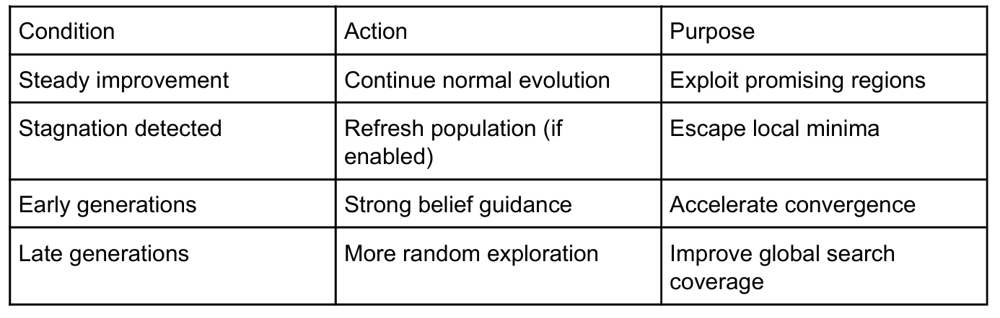 Condition Action Purpose
Steady improvement Continue normal evolution Exploit promising regions
Stagnation detected Refresh population (if Escape local minima
enabled)
Early generations Strong belief guidance Accelerate convergence
Late generations More random exploration Improve global search
coverage